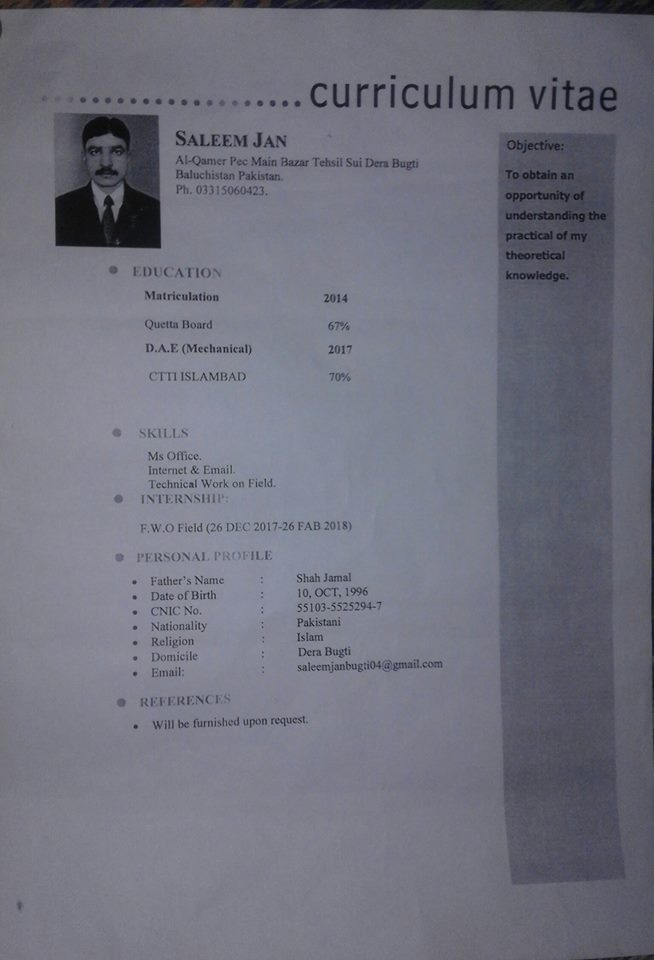 curriculum vitae
SALEEM JAN
Al-Qamer Pec Main Bazar Tehsil Sui Dera Bugti
Baluchistan Pakistan.
Ph. 03315060423.
Objective:
To obtain an
opportunity of
understanding the
practical of my
theoretical
knowledge.
EDUCATION
Matriculation 2014
Quetta Board 67%
D.A.E (Mechanical) 2017
CTTI ISLAMBAD 70%
SKILLS
Ms Office.
Internet & Email.
Technical Work on Field.
INTERNSHIP:
F.W.O Field (26 DEC 2017-26 FAB 2018)
PERSONAL PROFILE
Father's Name : Shah Jamal
Date of Birth : 10, OCT, 1996
CNIC No. : 55103-5525294-7
Nationality : Pakistani
Religion : Islam
Domicile : Dera Bugti
Email: : saleemjanbugti04@gmail.com
REFERENCES
Will be furnished upon request.